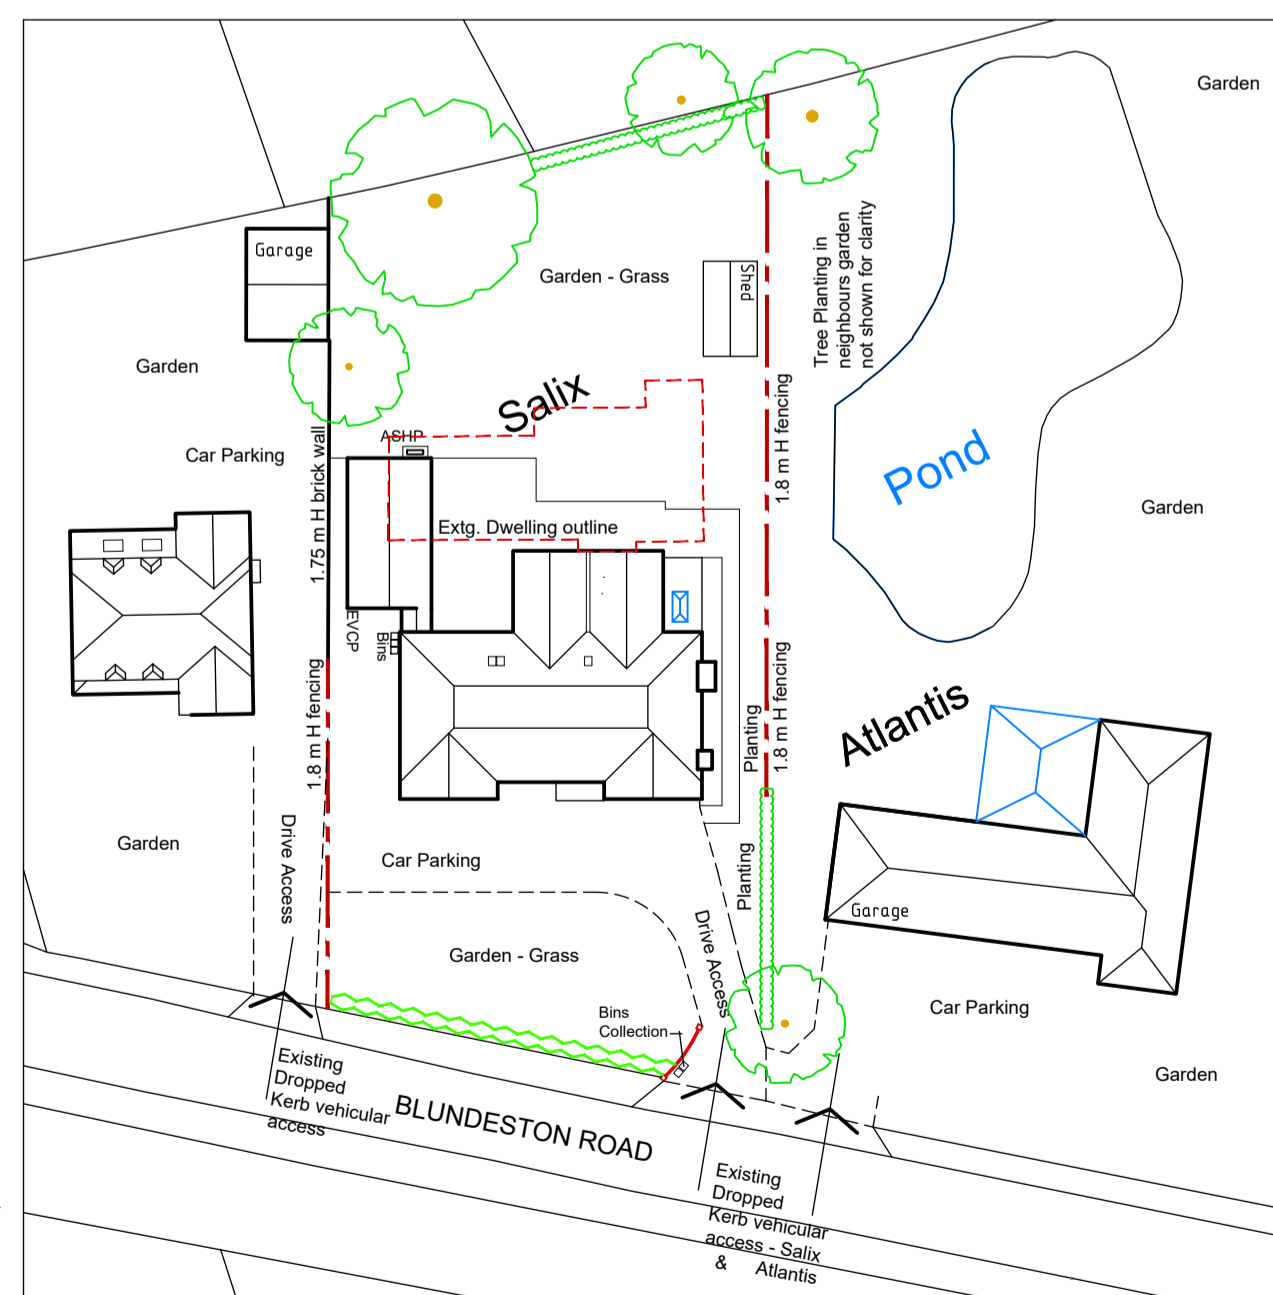 Garden
Garage
Garden - Grass
Shed
Tree Planting in
neighbours garden
not shown for clarity
Garden
Salix
Car Parking
ASHP
1.75 m H brick wall
1.8 m H fencing
Pond
Garden
Extg. Dwelling outline
EVCP
Bins
1.8 m H fencing
Planting
1.8 m H fencing
Atlantis
Garden
Drive Access
Car Parking
Planting
Garage
Drive Access
Garden - Grass
Car Parking
Bins
Collection
Garden
Existing
Dropped
Kerb vehicular
access
BLUNDESTON ROAD
Existing
Dropped
Kerb vehicular
access - Salix
& Atlantis